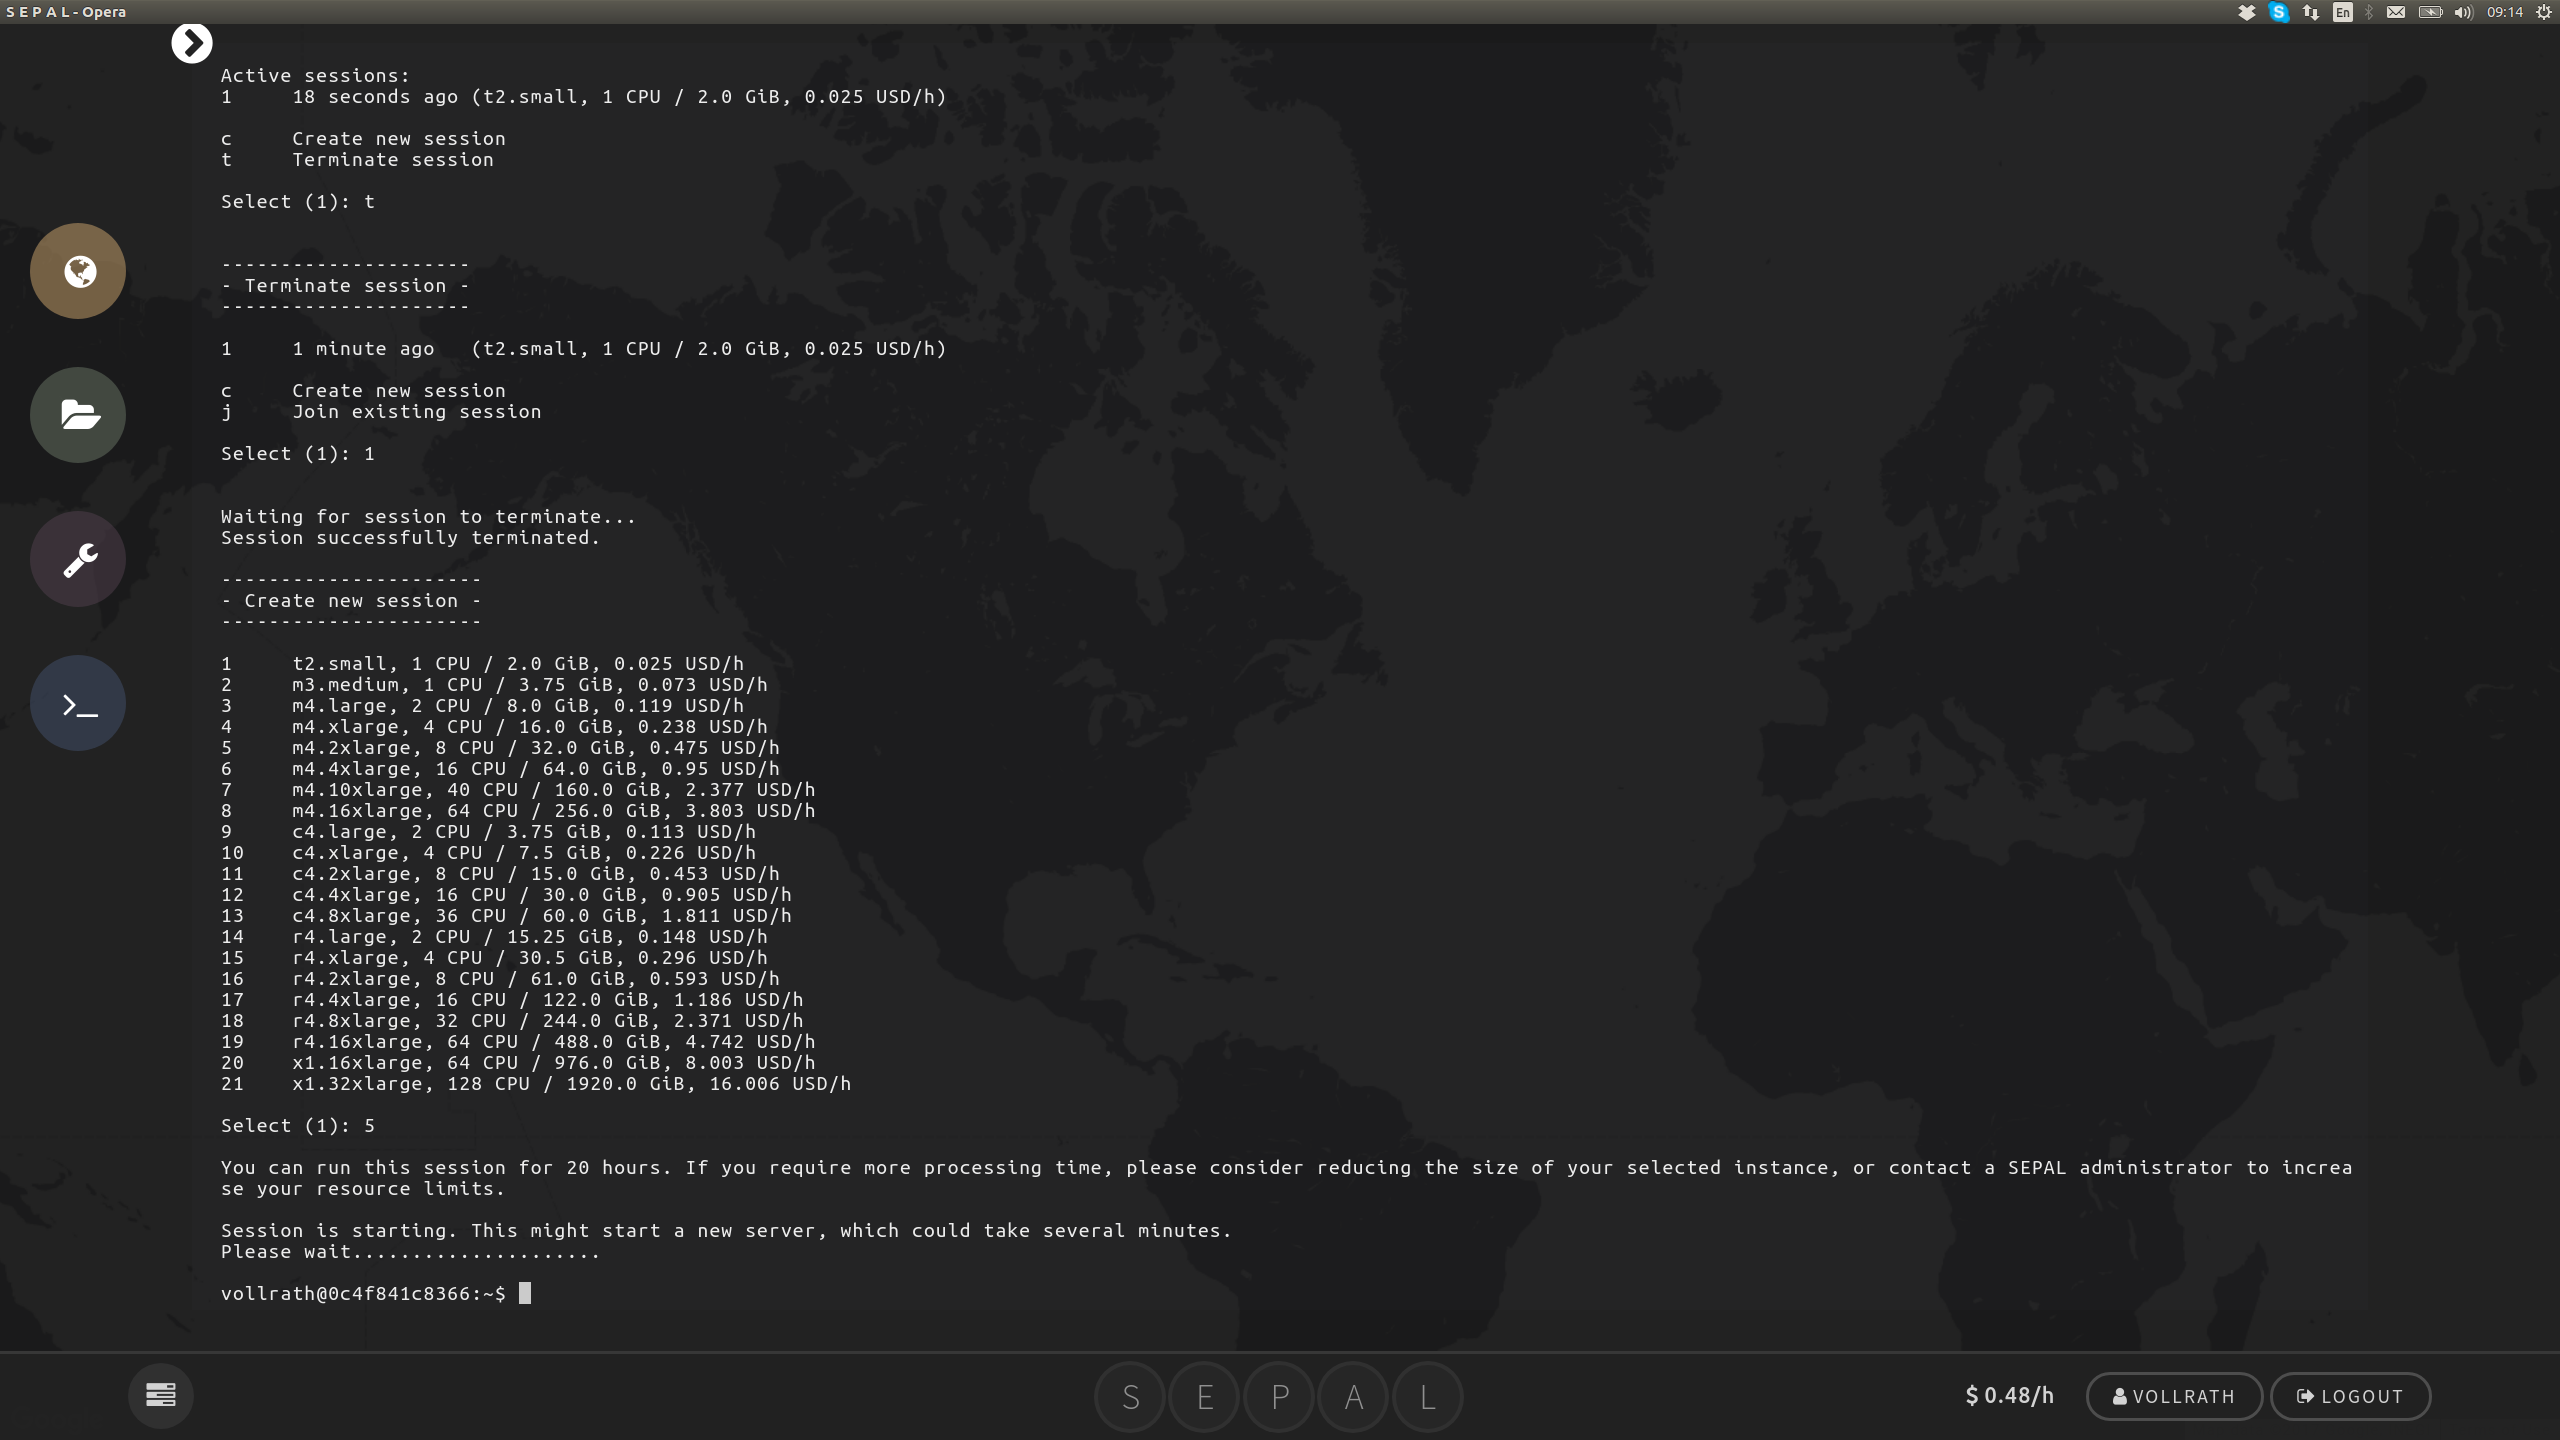 S E P A L - Opera
En
09:14
Active sessions:
1     18 seconds ago (t2.small, 1 CPU / 2.0 GiB, 0.025 USD/h)
c     Create new session
t     Terminate session
Select (1): t
---------------------
- Terminate session -
---------------------
1     1 minute ago   (t2.small, 1 CPU / 2.0 GiB, 0.025 USD/h)
c     Create new session
j     Join existing session
Select (1): 1
Waiting for session to terminate...
Session successfully terminated.
----------------------
- Create new session -
----------------------
1     t2.small, 1 CPU / 2.0 GiB, 0.025 USD/h
2     m3.medium, 1 CPU / 3.75 GiB, 0.073 USD/h
3     m4.large, 2 CPU / 8.0 GiB, 0.119 USD/h
4     m4.xlarge, 4 CPU / 16.0 GiB, 0.238 USD/h
5     m4.2xlarge, 8 CPU / 32.0 GiB, 0.475 USD/h
6     m4.4xlarge, 16 CPU / 64.0 GiB, 0.95 USD/h
7     m4.10xlarge, 40 CPU / 160.0 GiB, 2.377 USD/h
8     m4.16xlarge, 64 CPU / 256.0 GiB, 3.803 USD/h
9     c4.large, 2 CPU / 3.75 GiB, 0.113 USD/h
10    c4.xlarge, 4 CPU / 7.5 GiB, 0.226 USD/h
11    c4.2xlarge, 8 CPU / 15.0 GiB, 0.453 USD/h
12    c4.4xlarge, 16 CPU / 30.0 GiB, 0.905 USD/h
13    c4.8xlarge, 36 CPU / 60.0 GiB, 1.811 USD/h
14    r4.large, 2 CPU / 15.25 GiB, 0.148 USD/h
15    r4.xlarge, 4 CPU / 30.5 GiB, 0.296 USD/h
16    r4.2xlarge, 8 CPU / 61.0 GiB, 0.593 USD/h
17    r4.4xlarge, 16 CPU / 122.0 GiB, 1.186 USD/h
18    r4.8xlarge, 32 CPU / 244.0 GiB, 2.371 USD/h
19    r4.16xlarge, 64 CPU / 488.0 GiB, 4.742 USD/h
20    x1.16xlarge, 64 CPU / 976.0 GiB, 8.003 USD/h
21    x1.32xlarge, 128 CPU / 1920.0 GiB, 16.006 USD/h
Select (1): 5
You can run this session for 20 hours. If you require more processing time, please consider reducing the size of your selected instance, or contact a SEPAL administrator to increa
se your resource limits.
Session is starting. This might start a new server, which could take several minutes.
Please wait.....................
vollrath@0c4f841c8366:~$
S E P A L
$ 0.48/h
VOLLRATH
LOGOUT